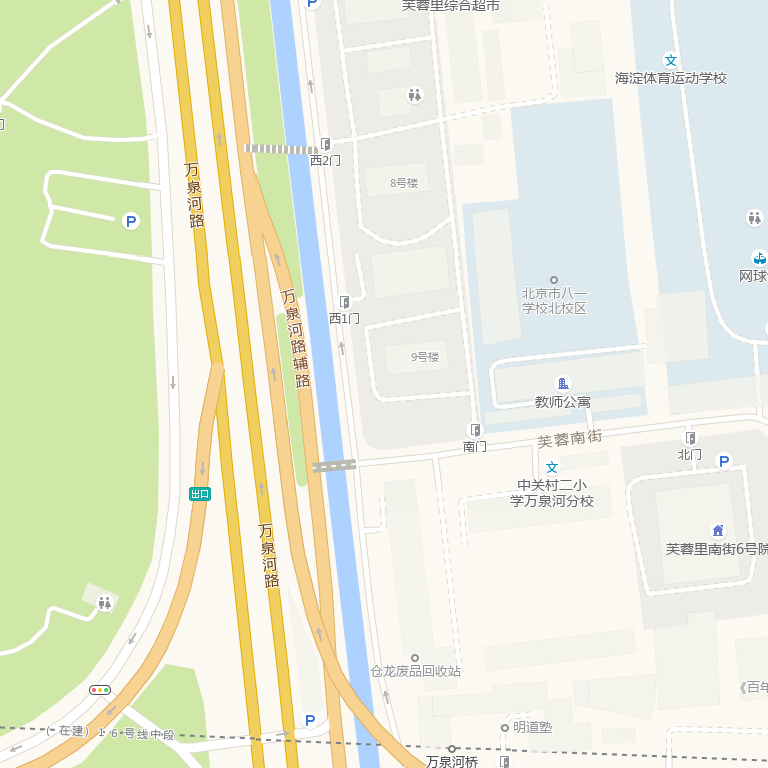 芙蓉里综合超市
海淀体育运动学校
门
西2门
8号楼
万泉河路
网球
北京市八一
学校北校区
西1门
万泉河路辅路
9号楼
教师公寓
芙蓉南街
南门
北门
中关村二小
学万泉河分校
出口
万泉河路
芙蓉里南街6号院
仓龙废品回收站
《百年
明道塾
(在建)16号线中段
万泉河桥
P
P
P
P